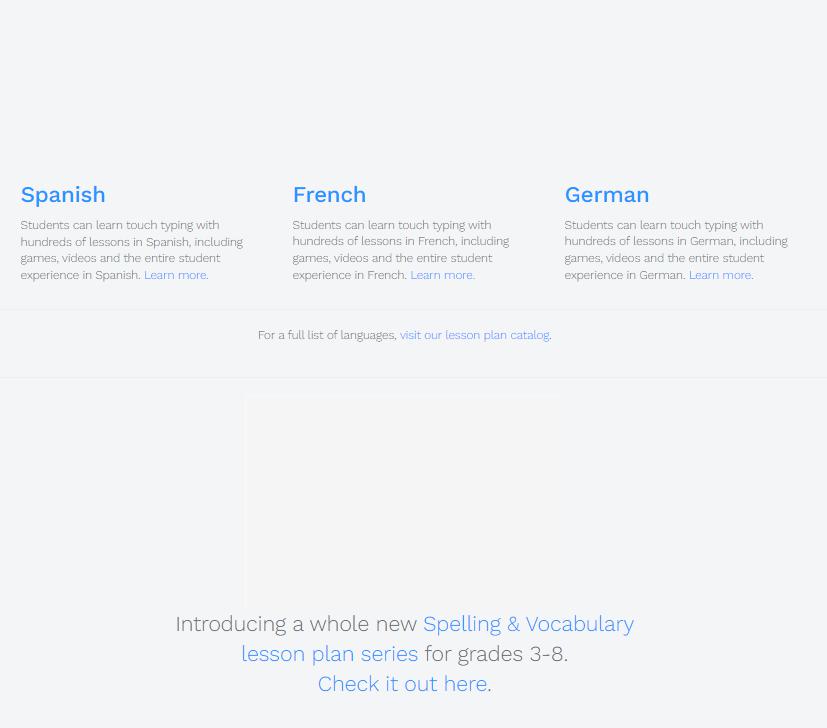 Spanish
Students can learn touch typing with
hundreds of lessons in Spanish, including
games, videos and the entire student
experience in Spanish. Learn more.
French
Students can learn touch typing with
hundreds of lessons in French, including
games, videos and the entire student
experience in French. Learn more.
German
Students can learn touch typing with
hundreds of lessons in German, including
games, videos and the entire student
experience in German. Learn more.
For a full list of languages, visit our lesson plan catalog.
Introducing a whole new Spelling & Vocabulary
lesson plan series for grades 3-8.
Check it out here.